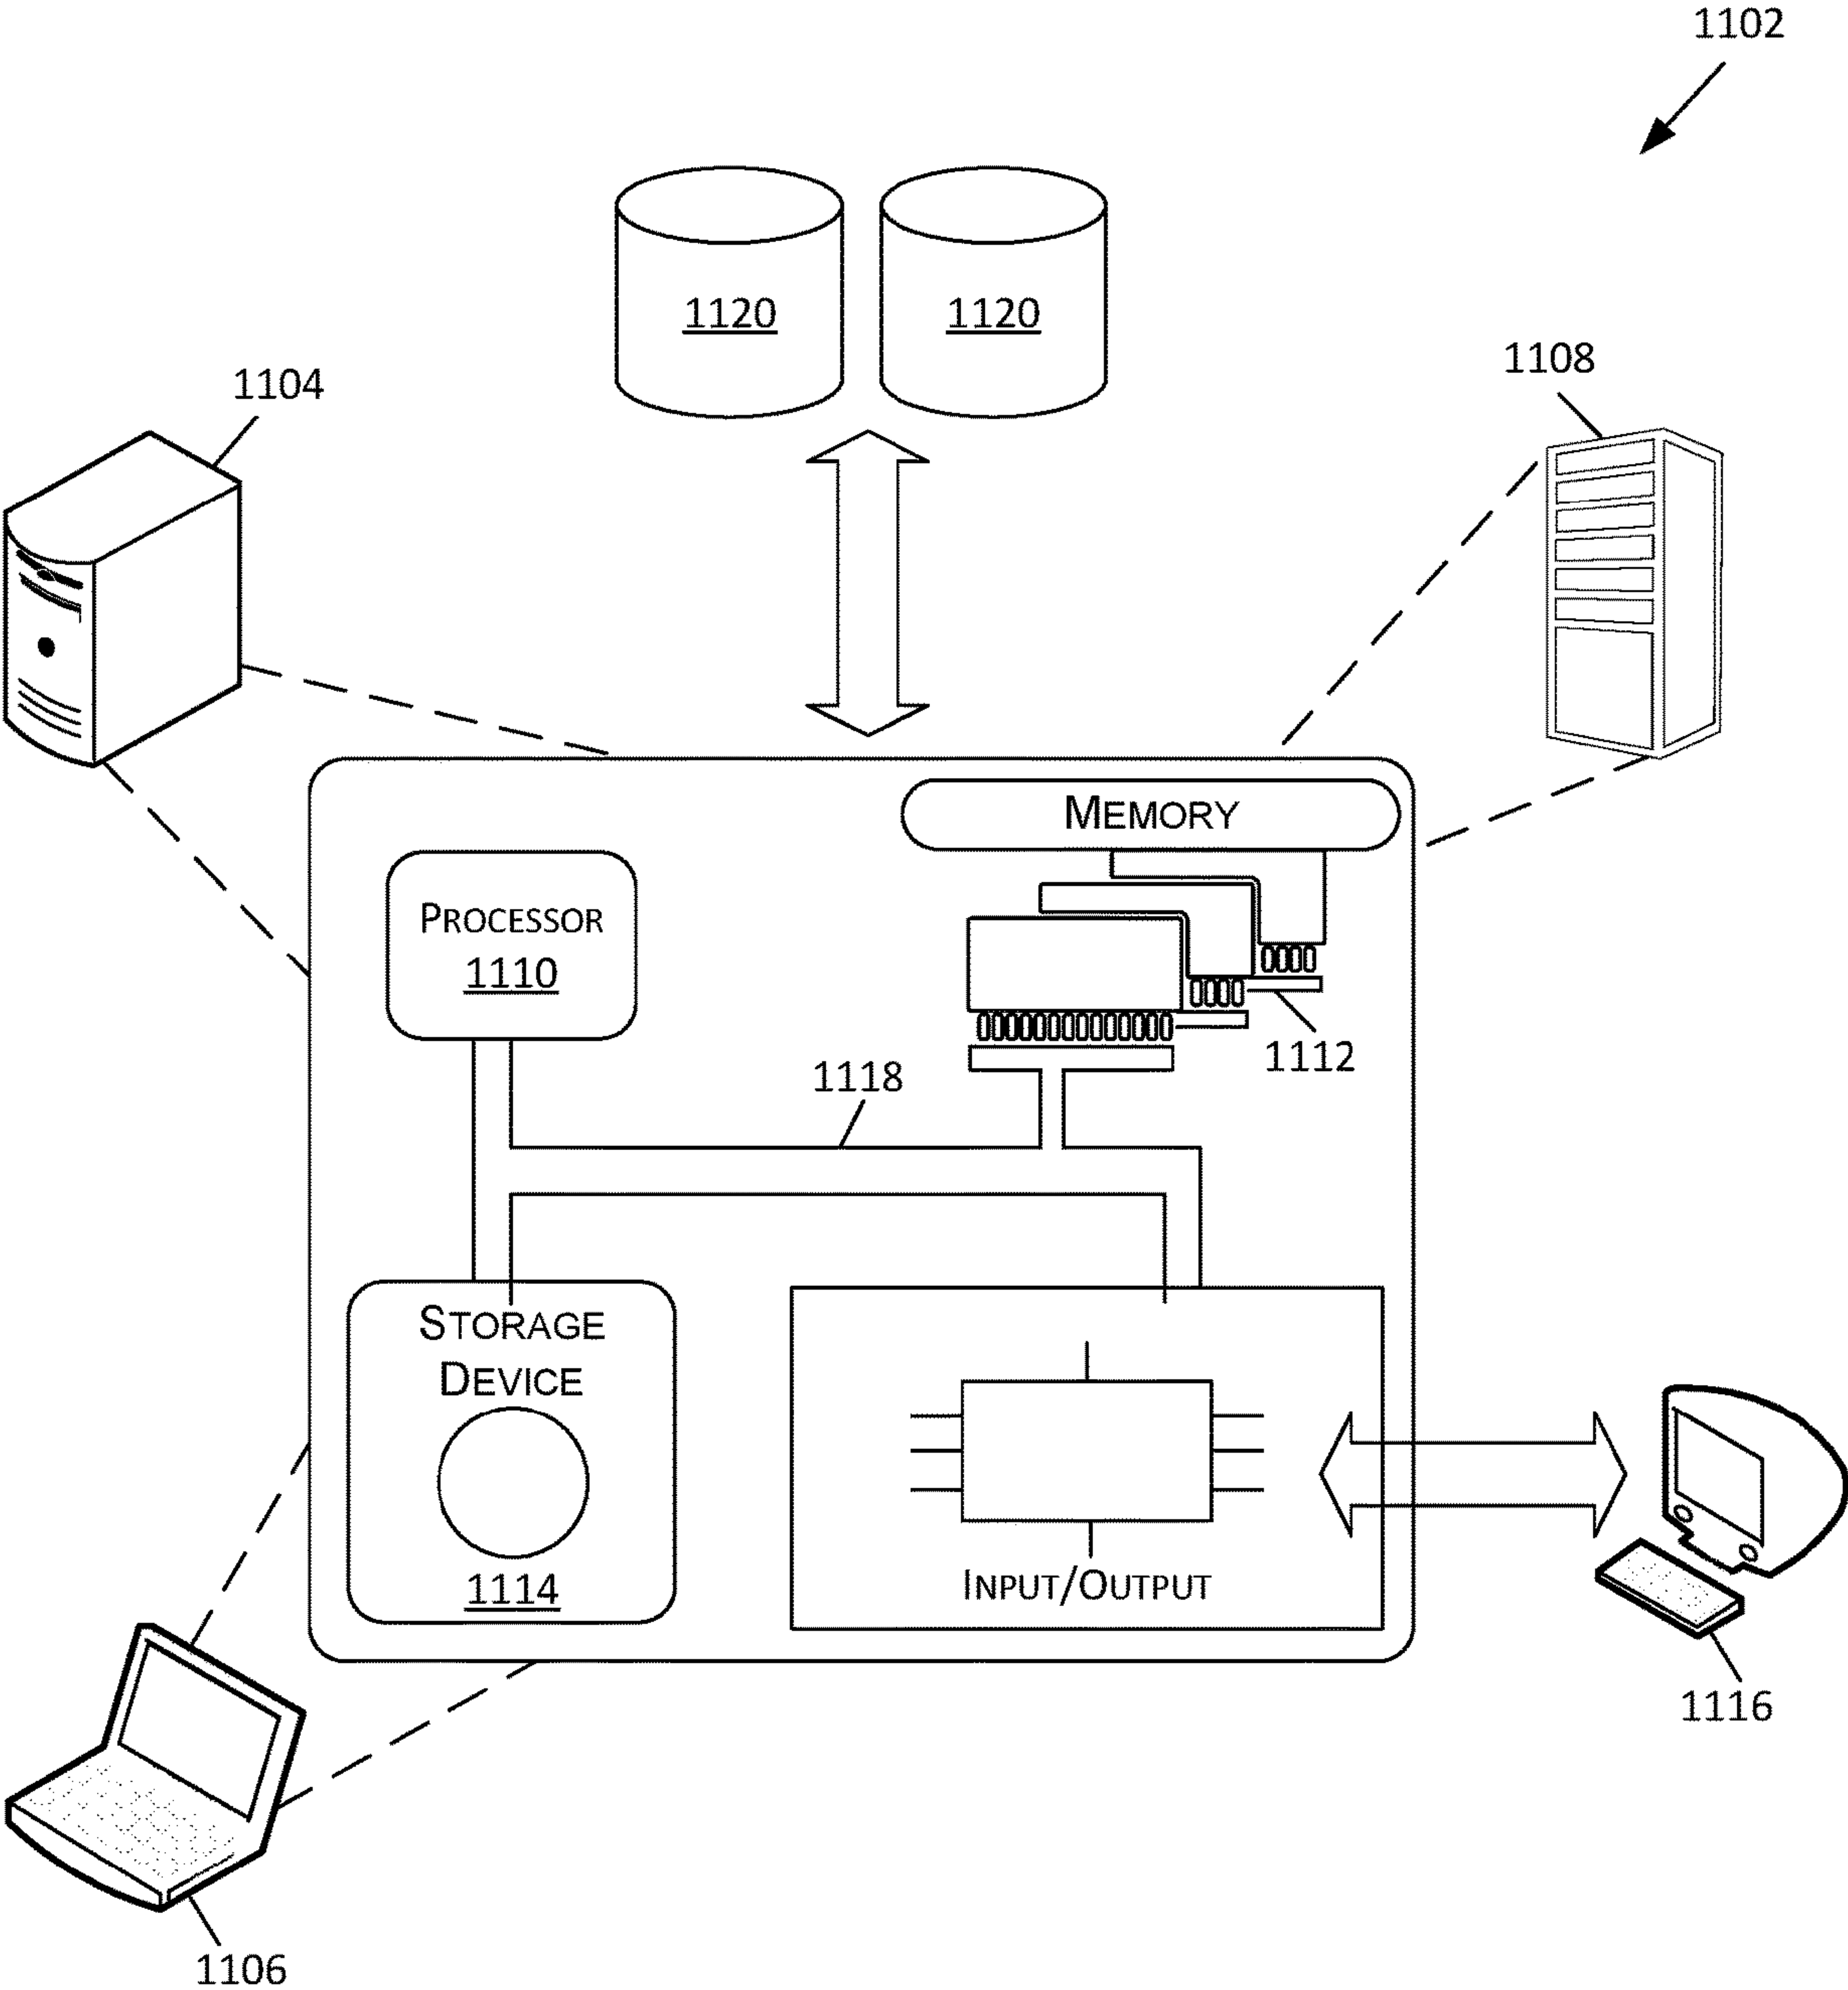 1102
1120
1120
1104
1108
MEMORY
PROCESSOR
1110
1112
1118
STORAGE
DEVICE
1114
INPUT/OUTPUT
1116
1106